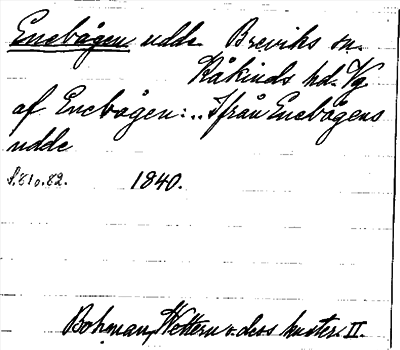 Enebågen udde Breviks sn.
Kåkinds hd. Vg
af Enebågen: .. Ifrån Enebågens
udde
S. 81 o. 82. 1840.
Bohman, Wettern o. dess kuster. II.